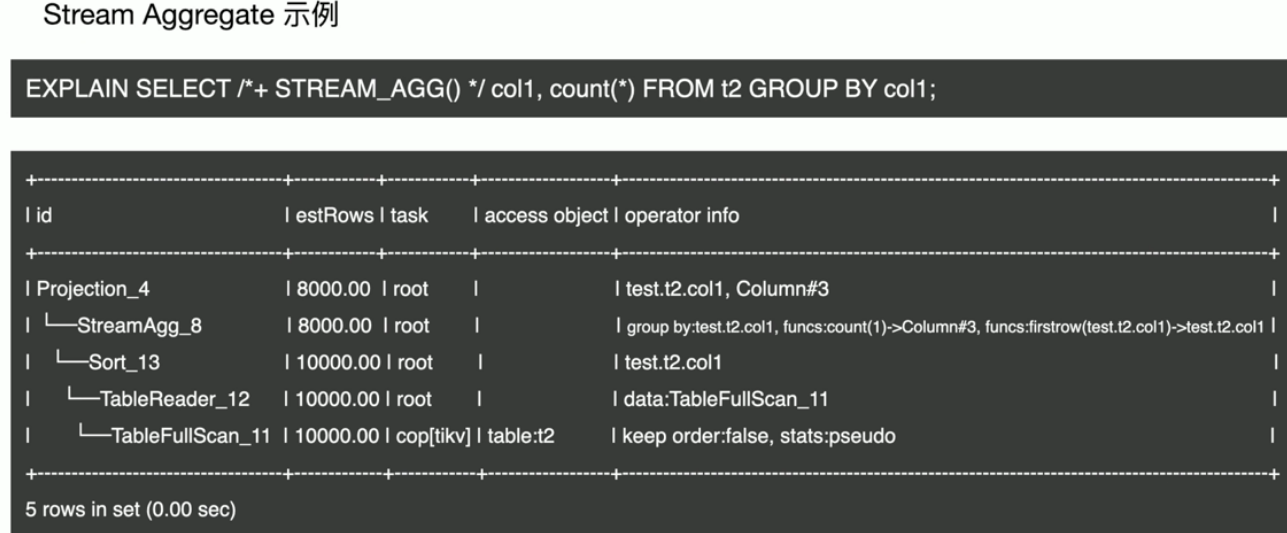 Stream Aggregate 示例
EXPLAIN SELECT /*+ STREAM_AGG() */ col1, count(*) FROM t2 GROUP BY col1;
+-----------------------------------+------------+------------+-------------------+-----------------------------------------------------------------------------------------------+
| id | estRows | task | access object | operator info |
+-----------------------------------+------------+------------+-------------------+-----------------------------------------------------------------------------------------------+
| Projection_4 | 8000.00 | root | | test.t2.col1, Column#3 |
| └──StreamAgg_8 | 8000.00 | root | | group by:test.t2.col1, funcs:count(1)->Column#3, funcs:firstrow(test.t2.col1)->test.t2.col1 |
| └──Sort_13 | 10000.00 | root | | test.t2.col1 |
| └──TableReader_12 | 10000.00 | root | | data:TableFullScan_11 |
| └──TableFullScan_11 | 10000.00 | cop[tikv] | table:t2 | keep order:false, stats:pseudo |
+-----------------------------------+------------+------------+-------------------+-----------------------------------------------------------------------------------------------+
5 rows in set (0.00 sec)